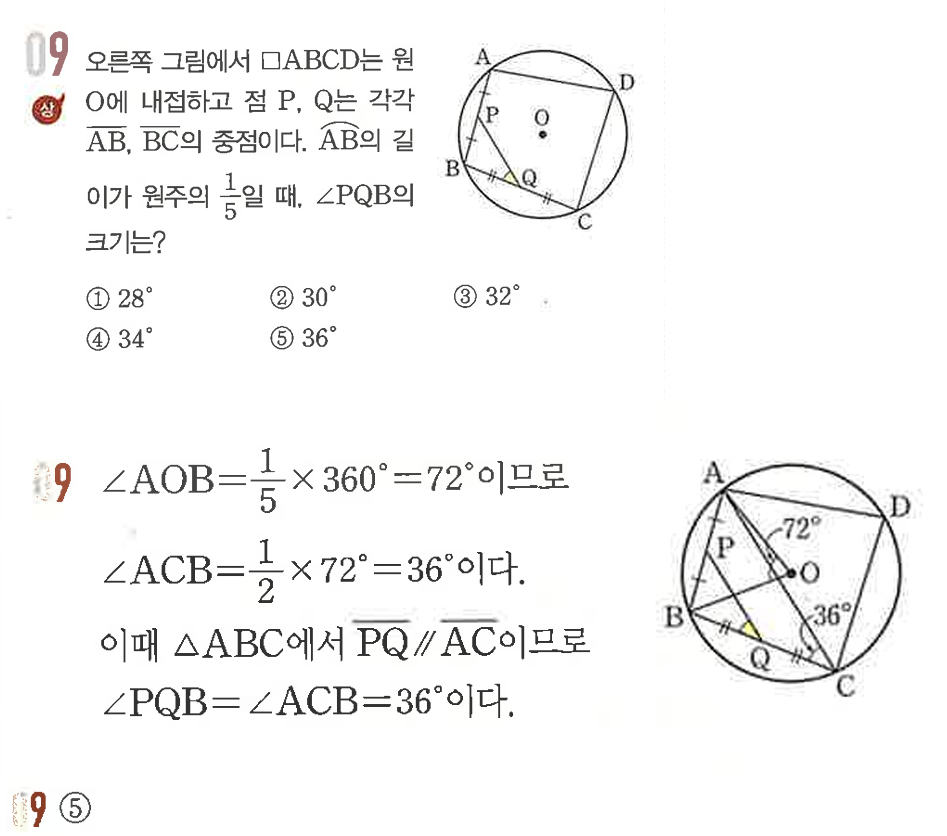 09 오른쪽 그림에서 □ABCD는 원
상 O에 내접하고 점 P, Q는 각각
AB, BC의 중점이다. AB의 길
이가 원주의 1/5일 때, ∠PQB의
크기는?
A
D
P
O
B
Q
C
① 28° ② 30° ③ 32°
④ 34° ⑤ 36°
09 ∠AOB=1/5×360°=72°이므로
∠ACB=1/2×72°=36°이다.
이때 △ABC에서 PQ∥AC이므로
∠PQB=∠ACB=36°이다.
A
D
72°
P
O
B
36°
Q
C
09 ⑤